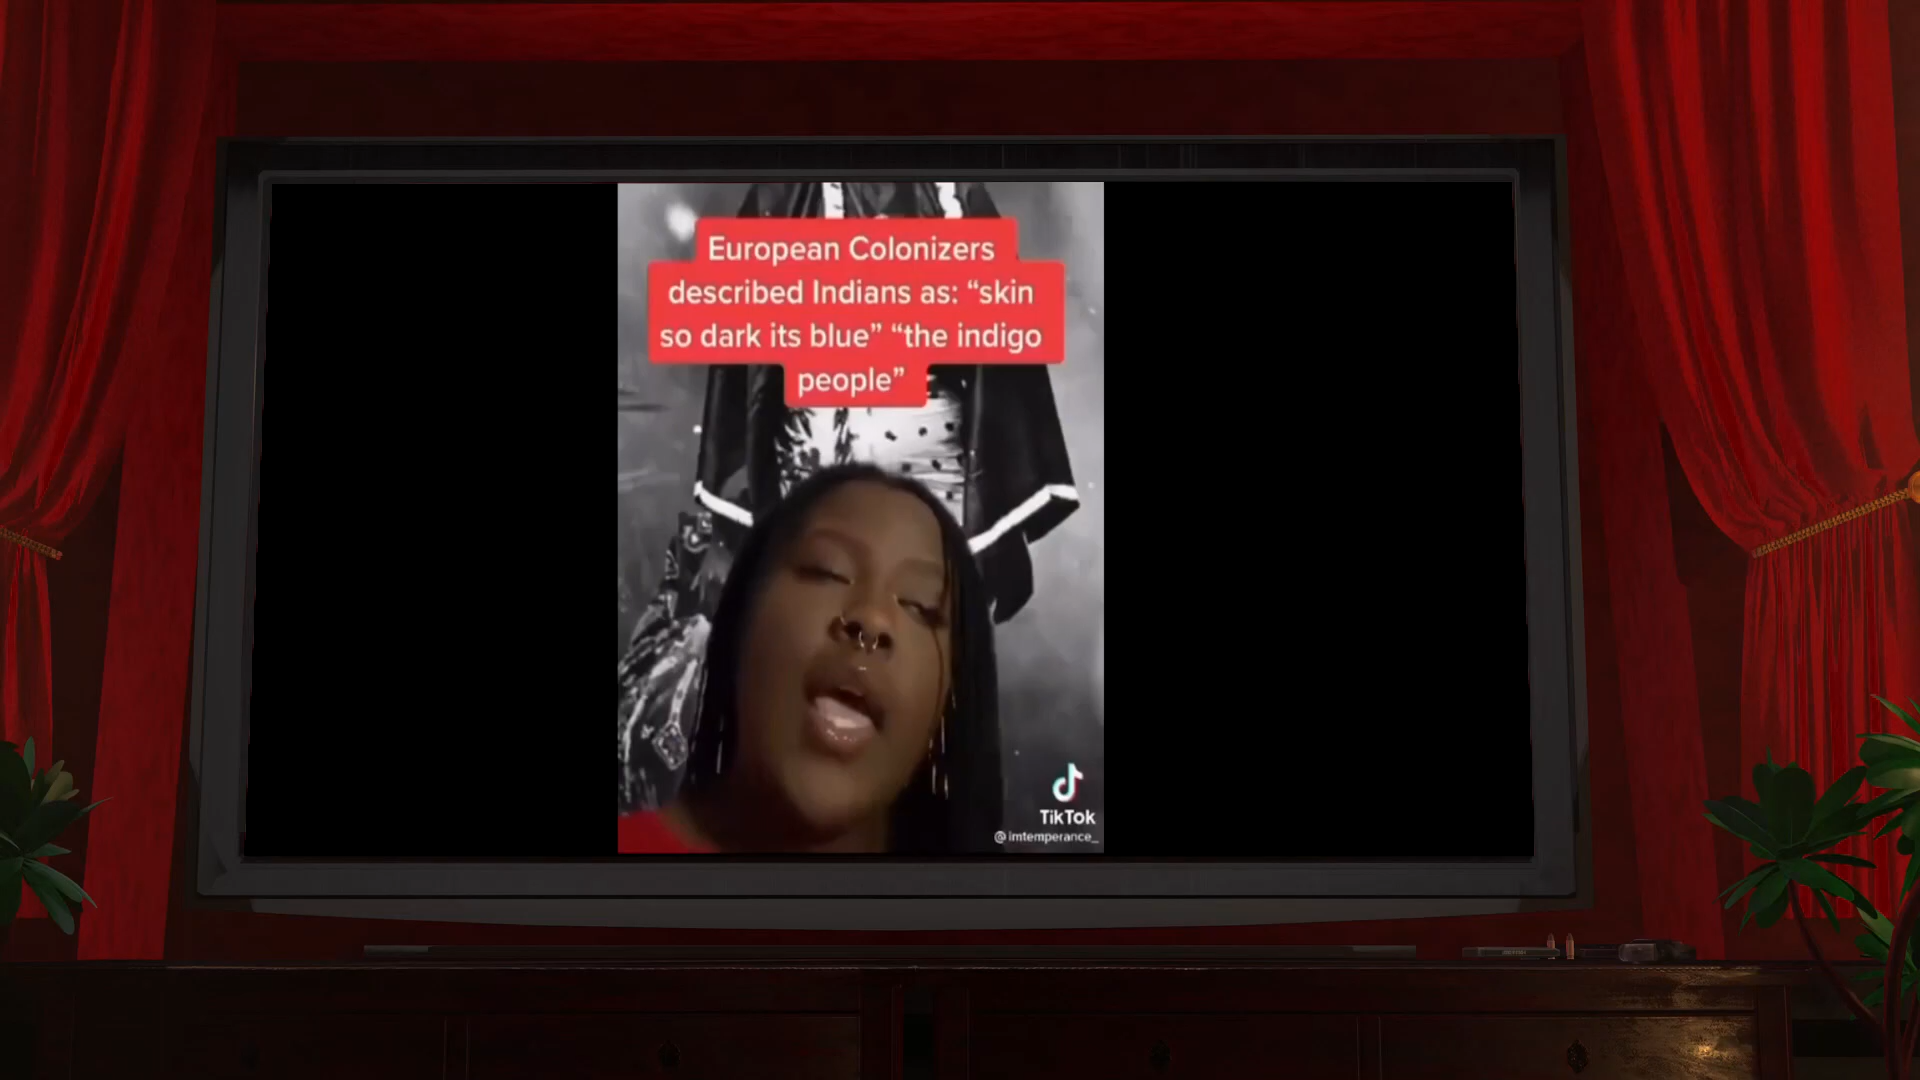 European Colonizers
described Indians as: “skin
so dark its blue” “the indigo
people”
TikTok
@imtemperance_